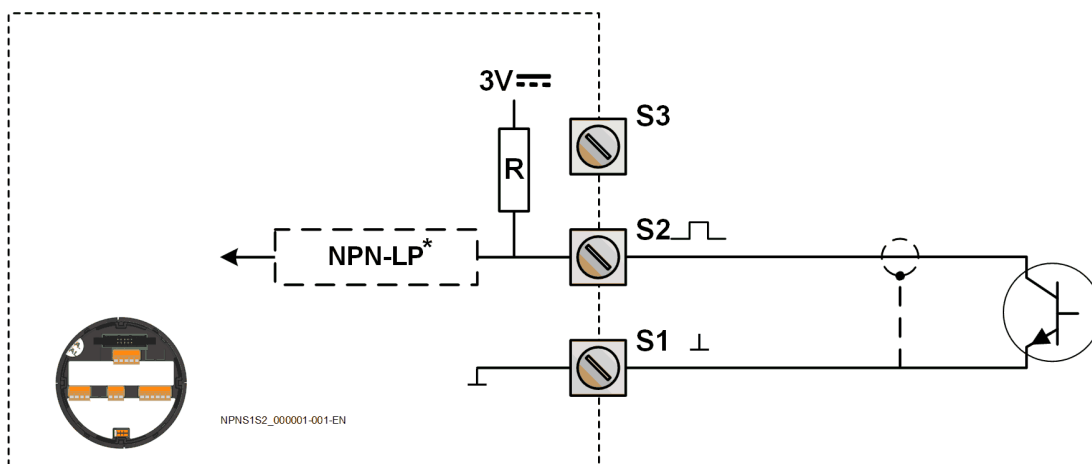 3V
S3
R
S2
NPN-LP*
S1
NPNS1S2_000001-001-EN